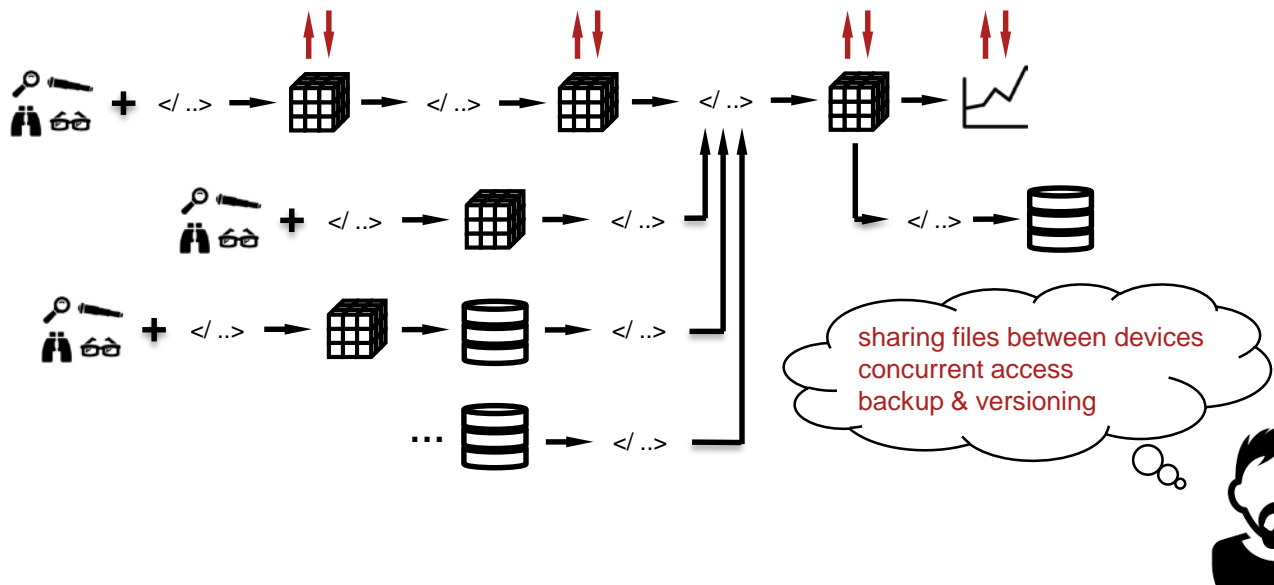 + </ ..> </ ..> </ ..>
+ </ ..> </ ..> </ ..>
+ </ ..> </ ..>
... </ ..>
sharing files between devices
concurrent access
backup & versioning